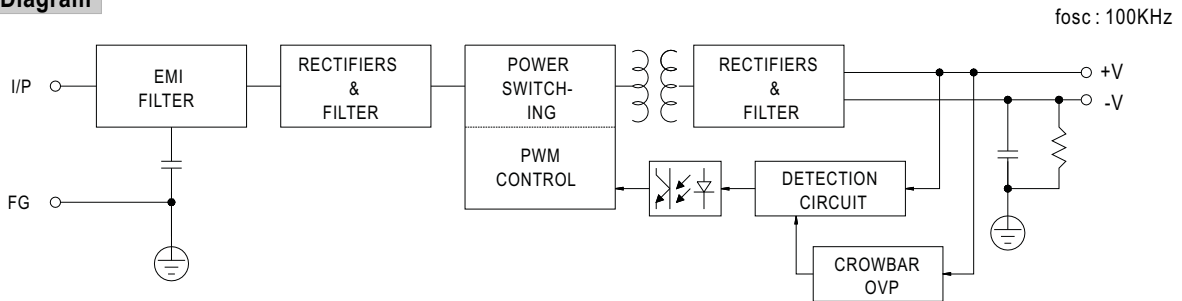 Diagram
fosc : 100KHz
I/P
EMI
FILTER
RECTIFIERS
&
FILTER
POWER
SWITCH-
ING
PWM
CONTROL
RECTIFIERS
&
FILTER
+V
-V
DETECTION
CIRCUIT
FG
CROWBAR
OVP